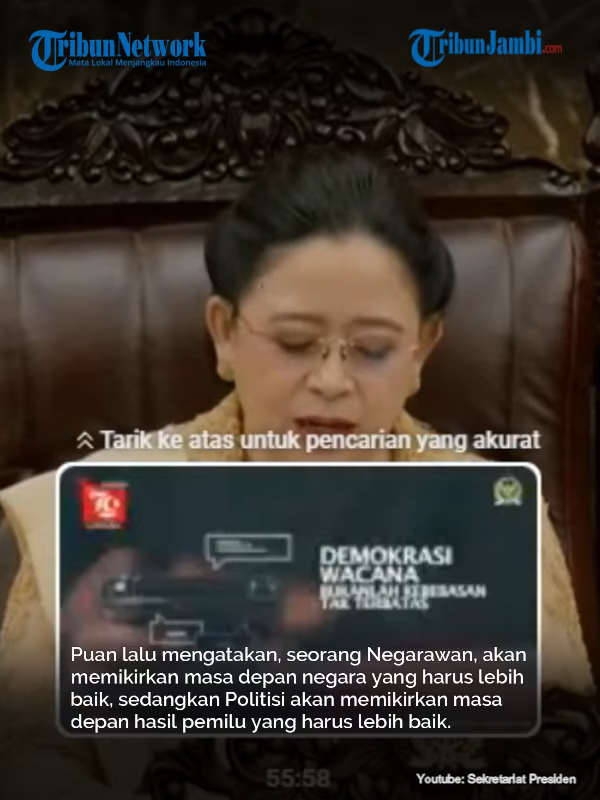 TribunNetwork
Mata Lokal Menjangkau Indonesia
TribunJambi.com
Tarik ke atas untuk pencarian yang akurat
DEMOKRASI
WACANA
BUKANLAH KEBEBASAN
TAK TERBATAS
Puan lalu mengatakan, seorang Negarawan, akan
memikirkan masa depan negara yang harus lebih
baik, sedangkan Politisi akan memikirkan masa
depan hasil pemilu yang harus lebih baik.
55:58
Youtube: Sekretariat Presiden